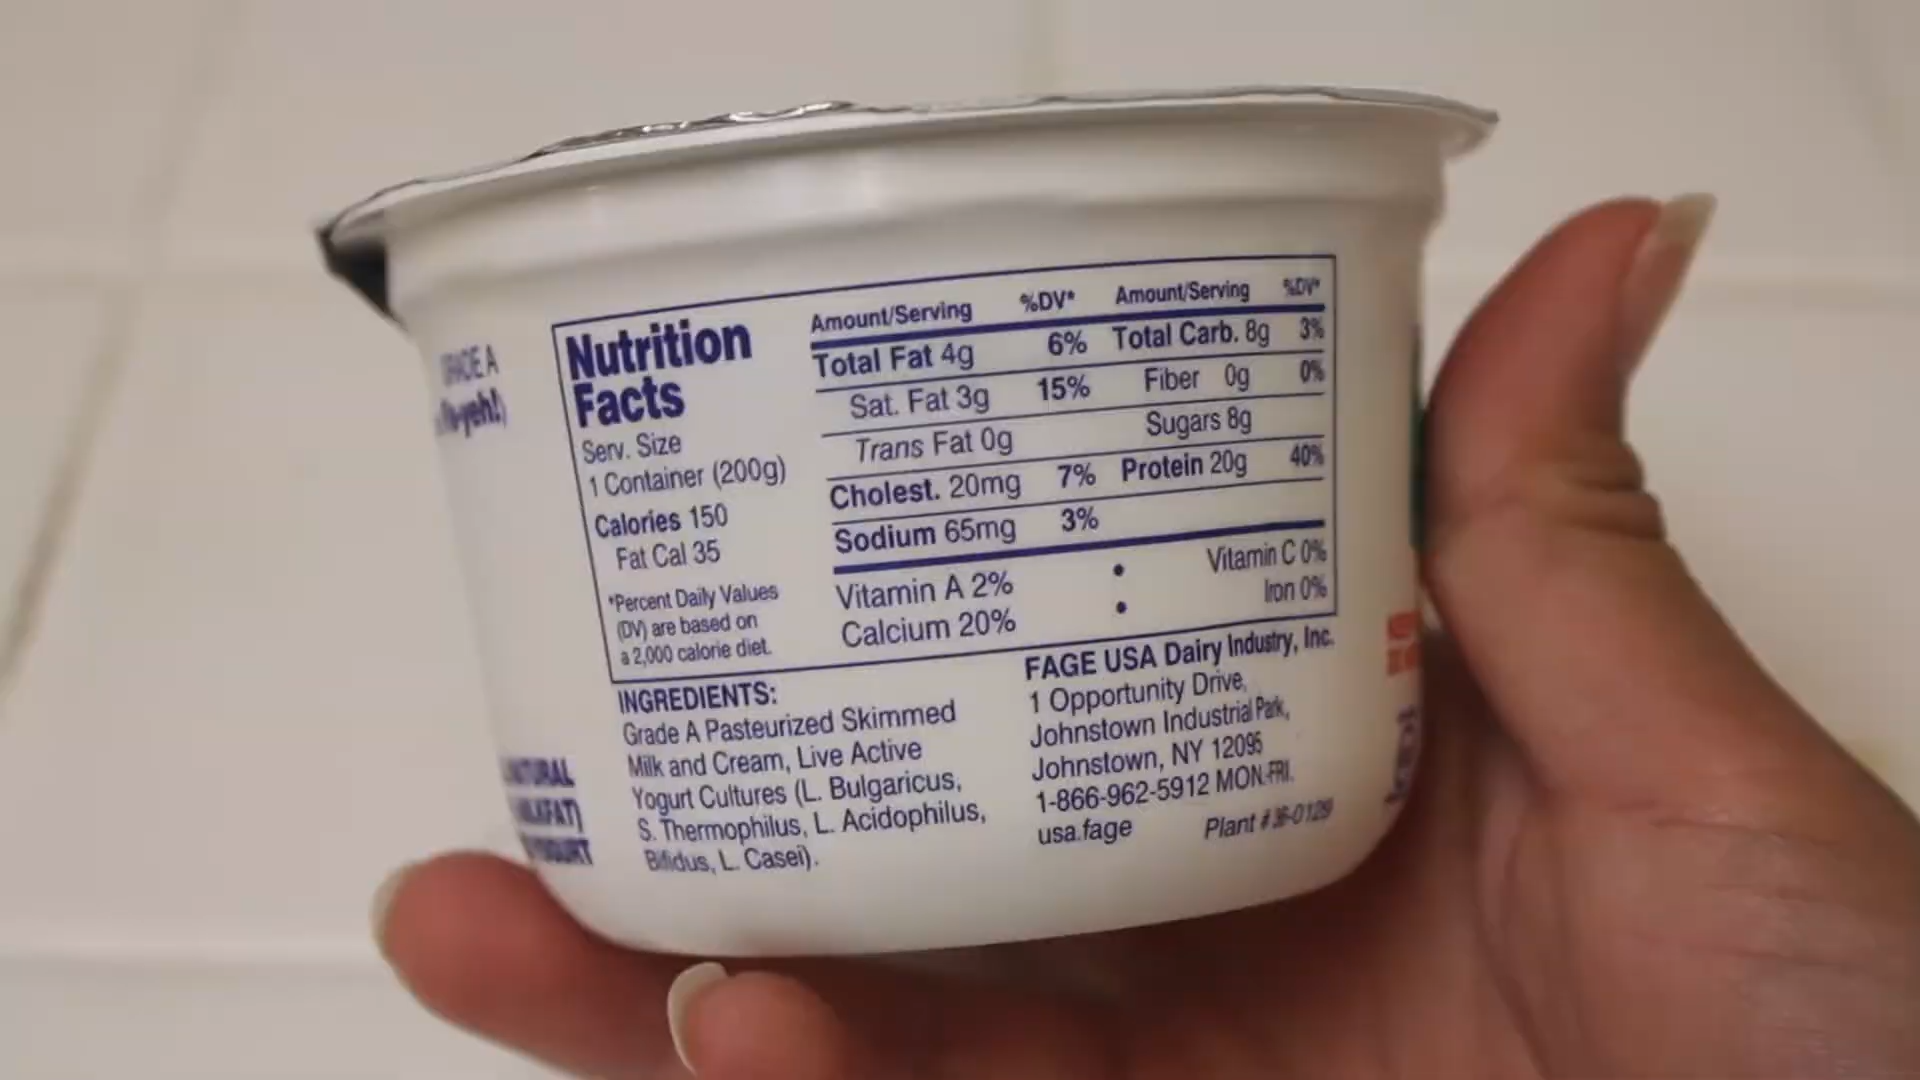 GRADE A
Nutrition
Facts
Serv. Size
1 Container (200g)
Calories 150
Fat Cal 35
*Percent Daily Values
(DV) are based on
a 2,000 calorie diet.
Amount/Serving %DV* Amount/Serving %DV*
Total Fat 4g 6% Total Carb. 8g 3%
Sat. Fat 3g 15% Fiber 0g 0%
Trans Fat 0g Sugars 8g
Cholest. 20mg 7% Protein 20g 40%
Sodium 65mg 3%
Vitamin A 2% • Vitamin C 0%
Calcium 20% • Iron 0%
INGREDIENTS:
Grade A Pasteurized Skimmed
Milk and Cream, Live Active
Yogurt Cultures (L. Bulgaricus,
S. Thermophilus, L. Acidophilus,
Bifidus, L. Casei).
FAGE USA Dairy Industry, Inc.
1 Opportunity Drive,
Johnstown Industrial Park,
Johnstown, NY 12095
1-866-962-5912 MON-FRI.
usa.fage
Plant # 36-0129